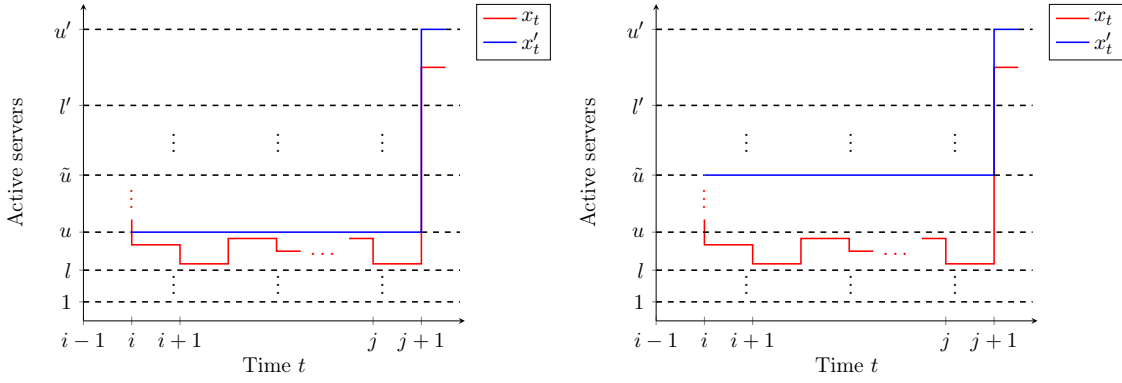 Active servers
u′
l′
ũ
u
l
1
i − 1
i
i + 1
j
j + 1
Time t
x_t
x′_t
Active servers
u′
l′
ũ
u
l
1
i − 1
i
i + 1
j
j + 1
Time t
x_t
x′_t